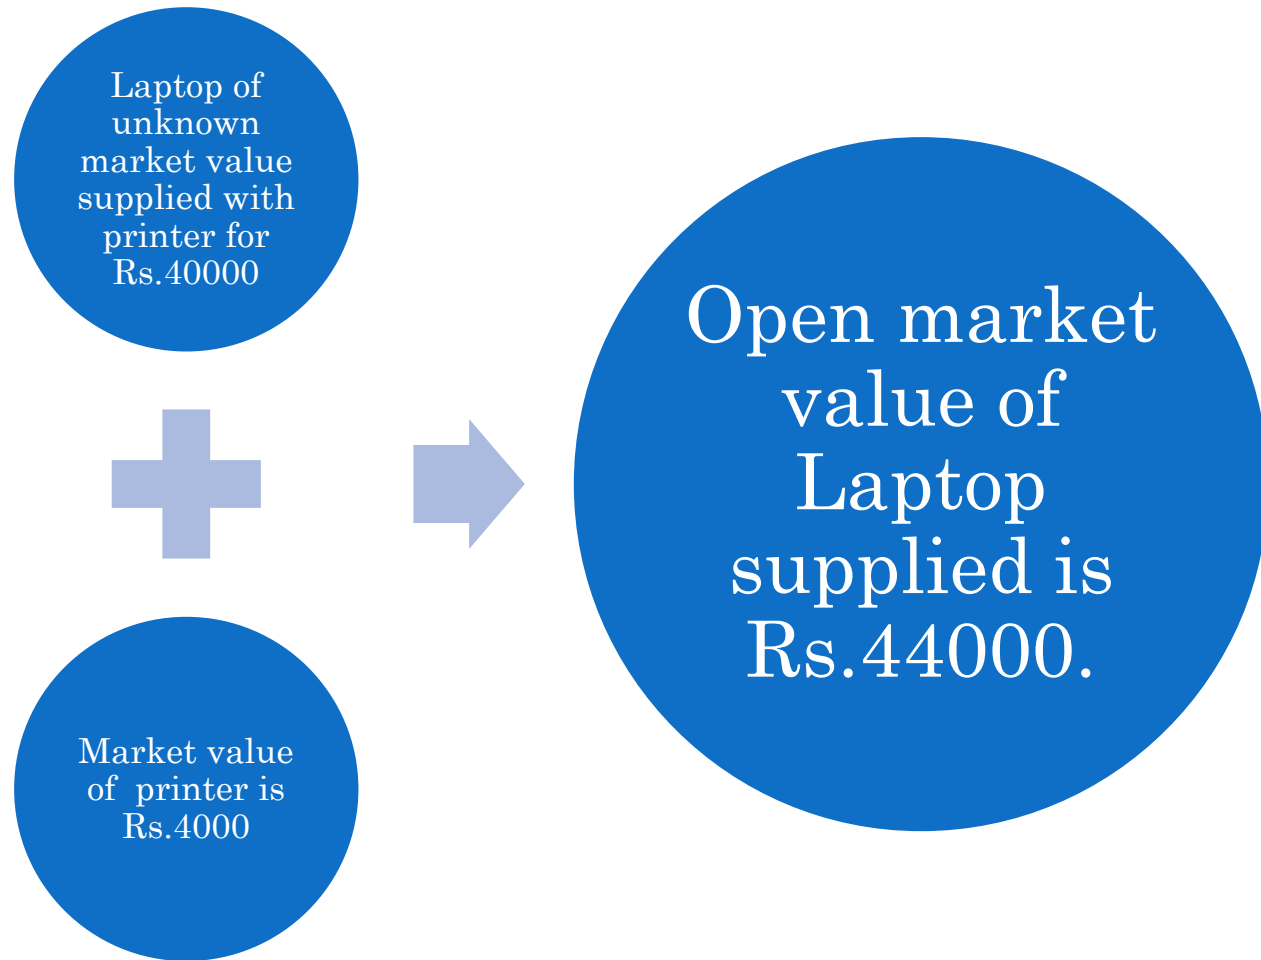 Laptop of
unknown
market value
supplied with
printer for
Rs.40000
Market value
of  printer is
Rs.4000
Open market
value of
Laptop
supplied is
Rs.44000.